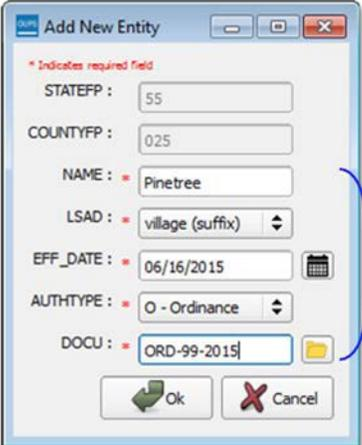 GUPS Add New Entity
* Indicates required field
STATEFP : 55
COUNTYFP : 025
NAME : * Pinetree
LSAD : * village (suffix)
EFF_DATE : * 06/16/2015
AUTHTYPE : * O - Ordinance
DOCU : * ORD-99-2015
Ok Cancel